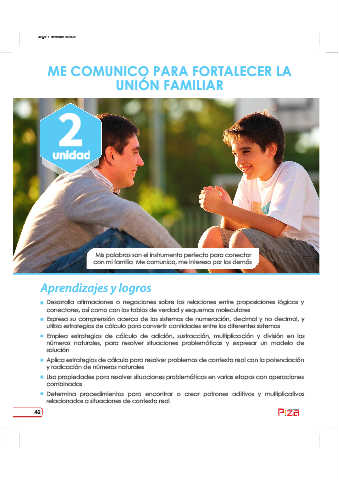 ME COMUNICO PARA FORTALECER LA
UNIÓN FAMILIAR
2
unidad
Mis palabras son el instrumento perfecto para conectar
con mi familia. Me comunico, me intereso por los demás
Aprendizajes y logros
Desarrolla afirmaciones o negaciones sobre las relaciones entre proposiciones lógicas y
conectores, así como con las tablas de verdad y esquemas moleculares
Expresa su comprensión acerca de los sistemas de numeración, decimal y no decimal, y
utiliza estrategias de cálculo para convertir cantidades entre los diferentes sistemas
Emplea estrategias de cálculo de adición, sustracción, multiplicación y división en los
números naturales, para resolver situaciones problemáticas y expresar un modelo de
solución
Aplica estrategias de cálculo para resolver problemas de contexto real con la potenciación
y radicación de números naturales
Usa propiedades para resolver situaciones problemáticas en varias etapas con operaciones
combinadas
Determina procedimientos para encontrar o crear patrones aditivos y multiplicativos
relacionados a situaciones de contexto real